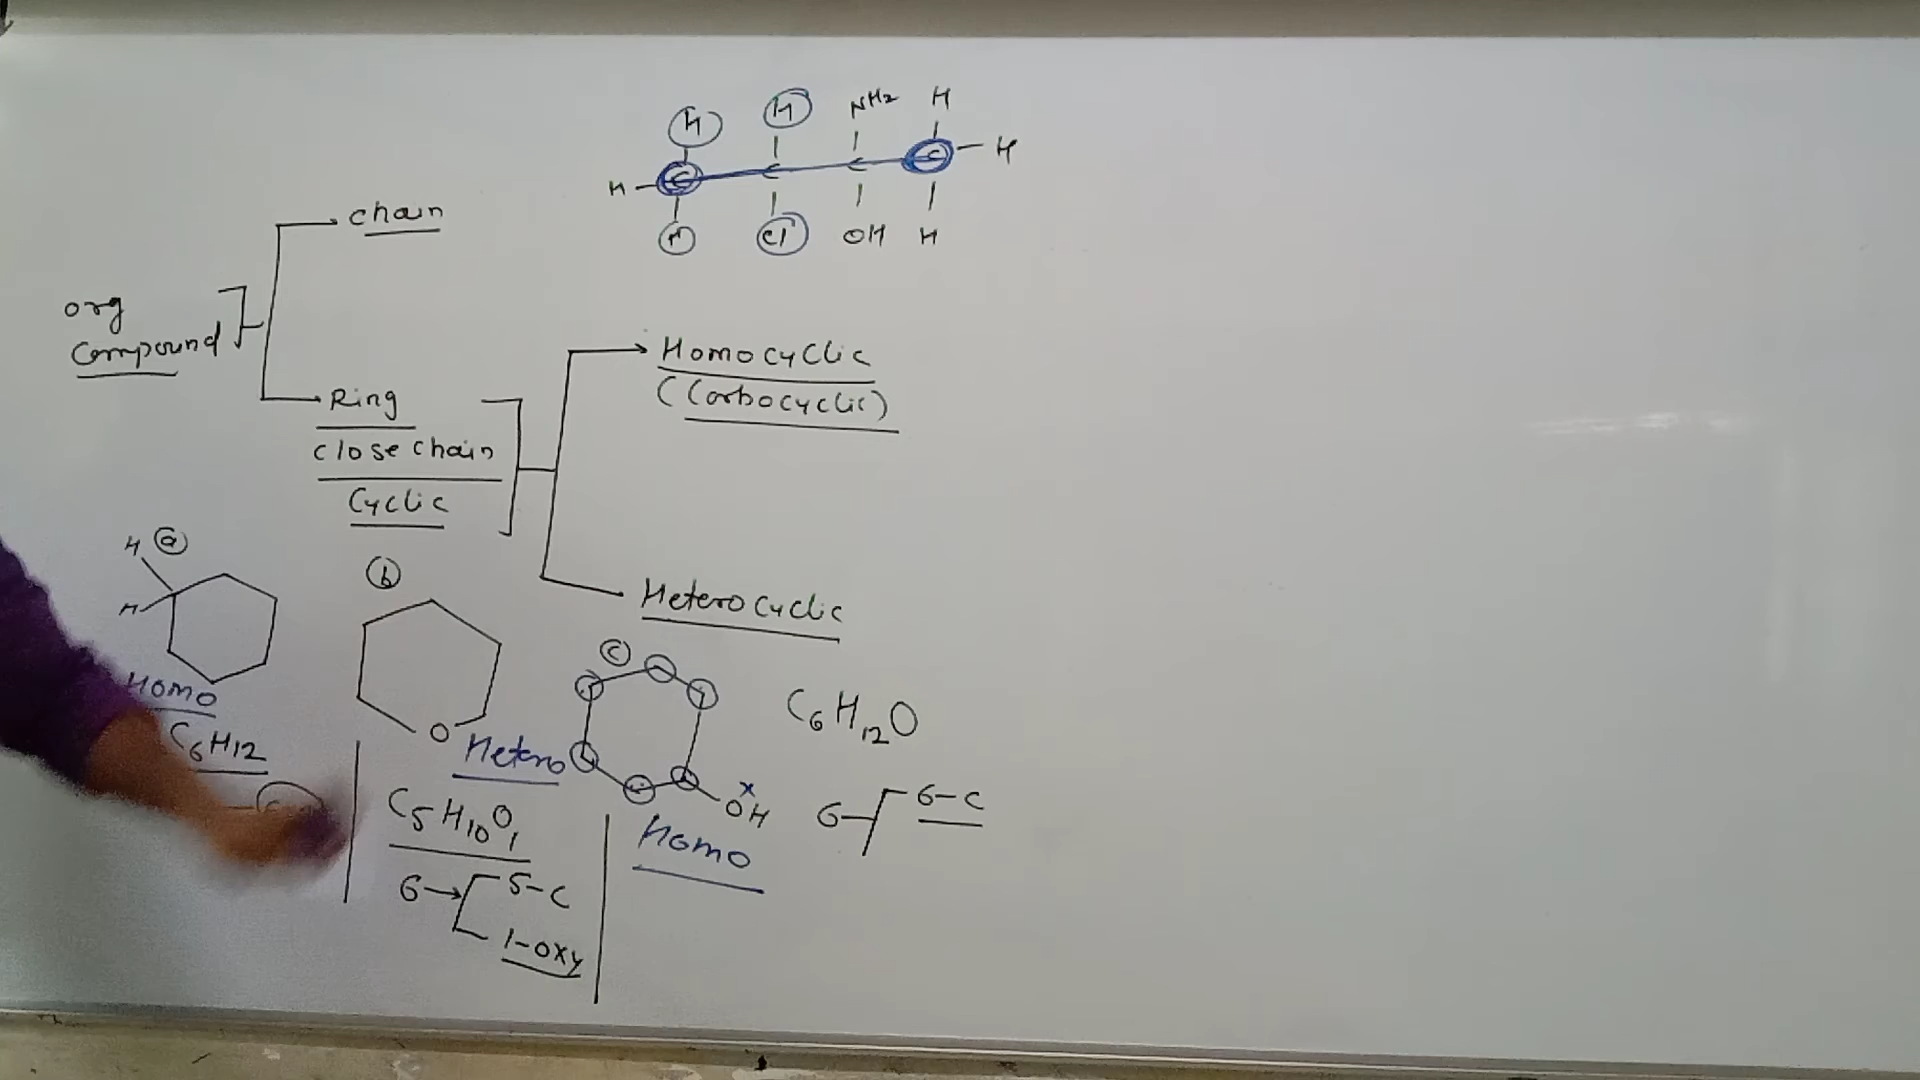 H H NH₂ H
H - C C C C - H
H Cl OH H
chain
org
compound
Ring
close chain
cyclic
Homocyclic
(Carbocyclic)
Heterocyclic
H (a)
H
Homo
C₆H₁₂
(b)
O
Hetero
C₅H₁₀O₁
6 → 5-C
1-oxy
(c)
x
OH
Homo
C₆H₁₂O
6 6-C